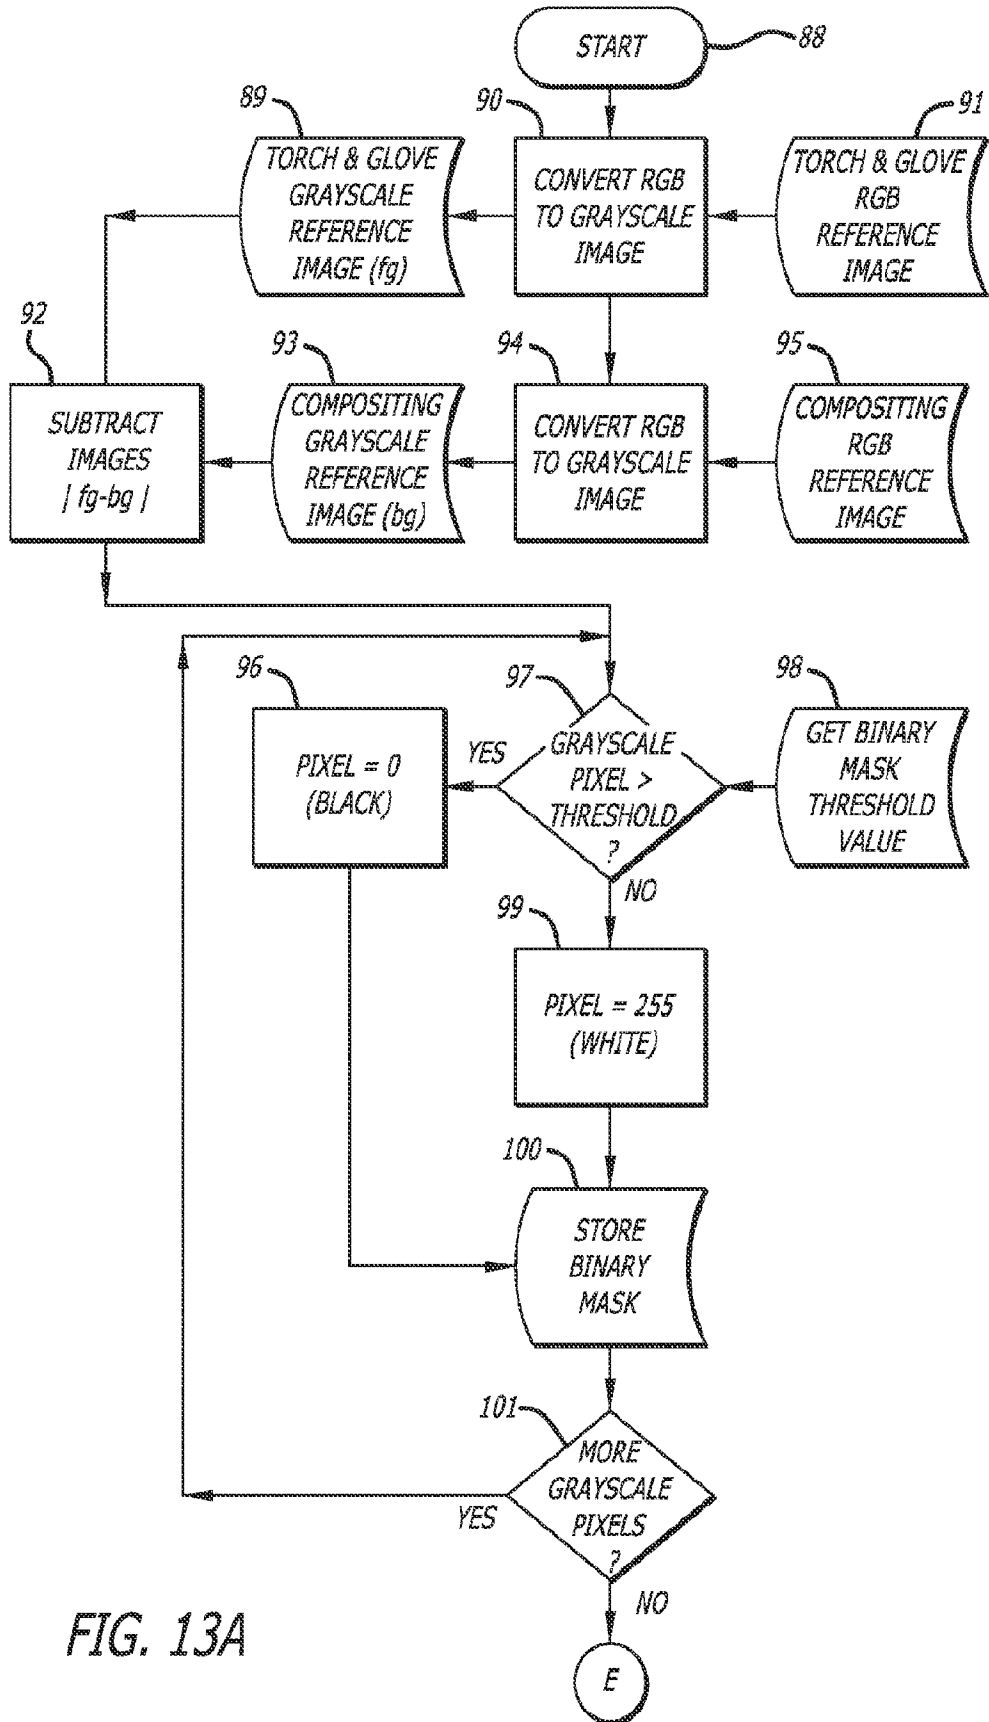 START
88
89
90
91
TORCH & GLOVE
GRAYSCALE
REFERENCE
IMAGE (fg)
CONVERT RGB
TO GRAYSCALE
IMAGE
TORCH & GLOVE
RGB
REFERENCE
IMAGE
92
93
94
95
SUBTRACT
IMAGES
| fg-bg |
COMPOSITING
GRAYSCALE
REFERENCE
IMAGE (bg)
CONVERT RGB
TO GRAYSCALE
IMAGE
COMPOSITING
RGB
REFERENCE
IMAGE
96
97
98
PIXEL = 0
(BLACK)
YES
GRAYSCALE
PIXEL >
THRESHOLD
?
GET BINARY
MASK
THRESHOLD
VALUE
NO
99
PIXEL = 255
(WHITE)
100
STORE
BINARY
MASK
101
MORE
GRAYSCALE
PIXELS
?
YES
NO
E
FIG. 13A